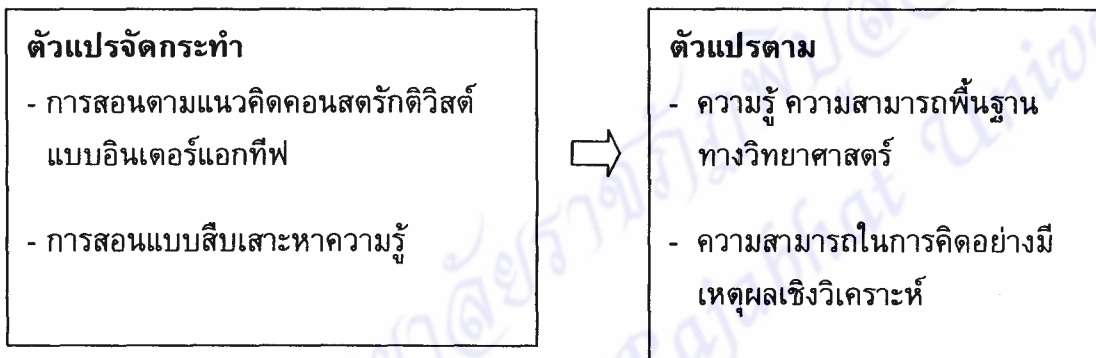 ตัวแปรจัดกระทำ
- การสอนตามแนวคิดคอนสตรักติวิสต์
แบบอินเตอร์แอกทีฟ
- การสอนแบบสืบเสาะหาความรู้
ตัวแปรตาม
- ความรู้ ความสามารถพื้นฐาน
ทางวิทยาศาสตร์
- ความสามารถในการคิดอย่างมี
เหตุผลเชิงวิเคราะห์
Rajabhat